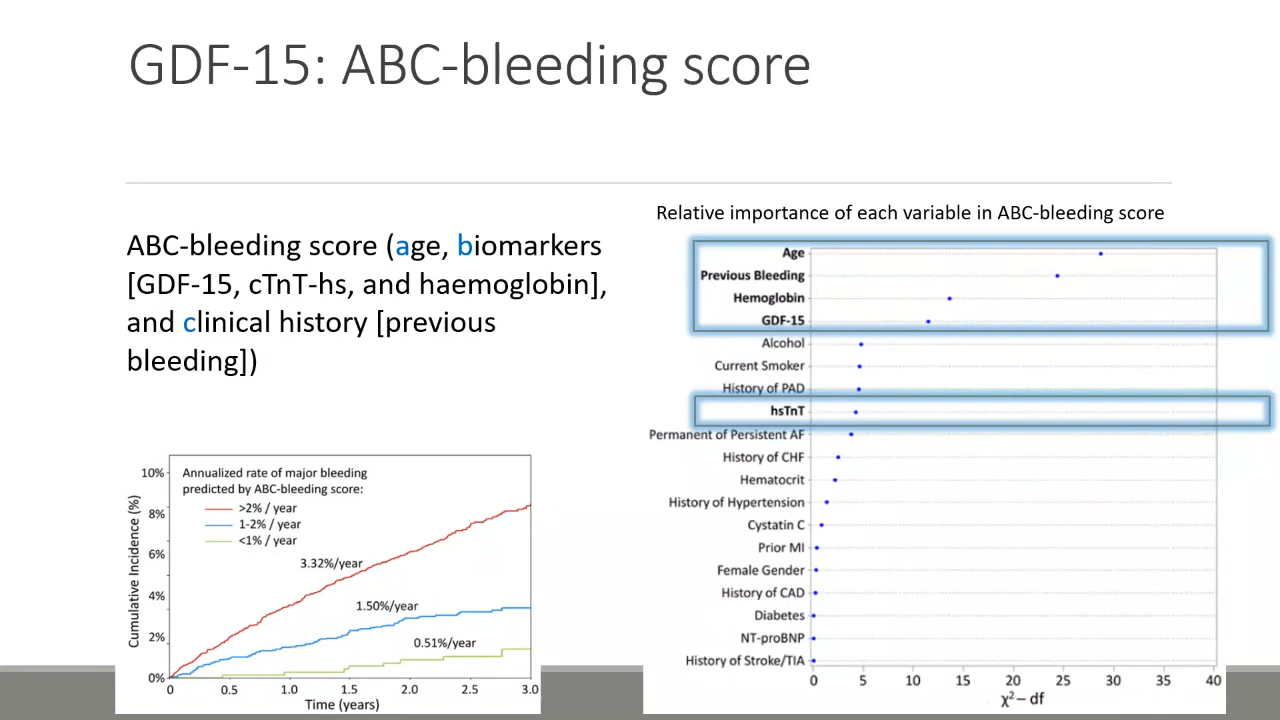 GDF-15: ABC-bleeding score
ABC-bleeding score (age, biomarkers
[GDF-15, cTnT-hs, and haemoglobin],
and clinical history [previous
bleeding])
Annualized rate of major bleeding
predicted by ABC-bleeding score:
>2% / year
1-2% / year
<1% / year
3.32%/year
1.50%/year
0.51%/year
Cumulative Incidence (%)
10%
8%
6%
4%
2%
0%
0 0.5 1.0 1.5 2.0 2.5 3.0
Time (years)
Relative importance of each variable in ABC-bleeding score
Age
Previous Bleeding
Hemoglobin
GDF-15
Alcohol
Current Smoker
History of PAD
hsTnT
Permanent of Persistent AF
History of CHF
Hematocrit
History of Hypertension
Cystatin C
Prior MI
Female Gender
History of CAD
Diabetes
NT-proBNP
History of Stroke/TIA
0 5 10 15 20 25 30 35 40
χ² – df